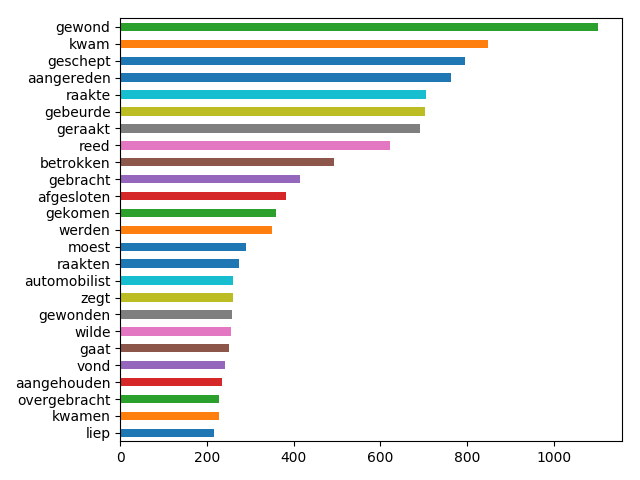 gewond
kwam
geschept
aangereden
raakte
gebeurde
geraakt
reed
betrokken
gebracht
afgesloten
gekomen
werden
moest
raakten
automobilist
zegt
gewonden
wilde
gaat
vond
aangehouden
overgebracht
kwamen
liep
0 200 400 600 800 1000